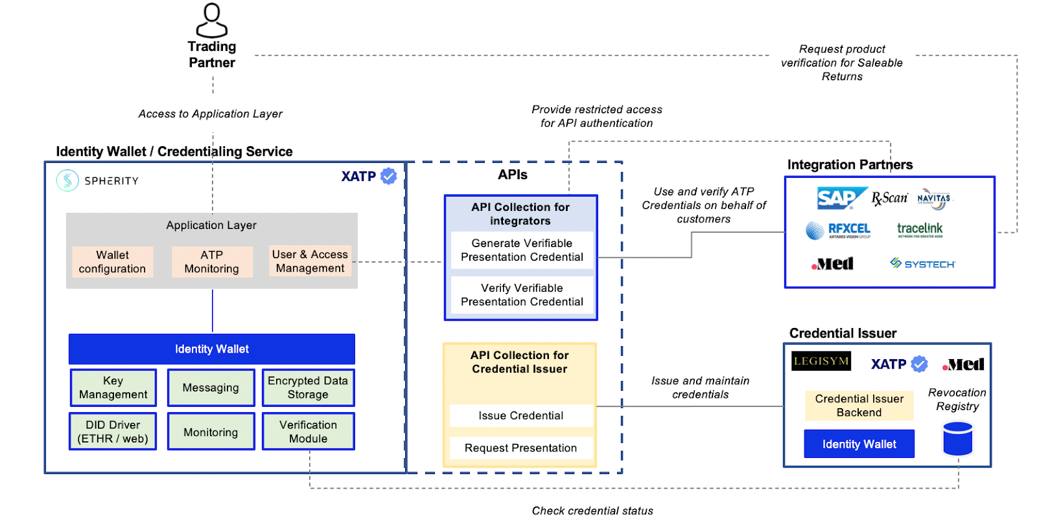 Trading
Partner
Request product
verification for Saleable
Returns
Access to Application Layer
Provide restricted access
for API authentication
Identity Wallet / Credentialing Service
SPHERITY
XATP
Application Layer
Wallet
configuration
ATP
Monitoring
User & Access
Management
Identity Wallet
Key
Management
Messaging
Encrypted Data
Storage
DID Driver
(ETHR / web)
Monitoring
Verification
Module
APIs
API Collection for
integrators
Generate Verifiable
Presentation Credential
Verify Verifiable
Presentation Credential
API Collection for
Credential Issuer
Issue Credential
Request Presentation
Use and verify ATP
Credentials on behalf of
customers
Integration Partners
SAP
RxScan
NAVITAS
RFXCEL
ANTARES VISION GROUP
tracelink
.Med
SYSTECH
Issue and maintain
credentials
Credential Issuer
LEGISYM
XATP
.Med
Credential Issuer
Backend
Identity Wallet
Revocation
Registry
Check credential status